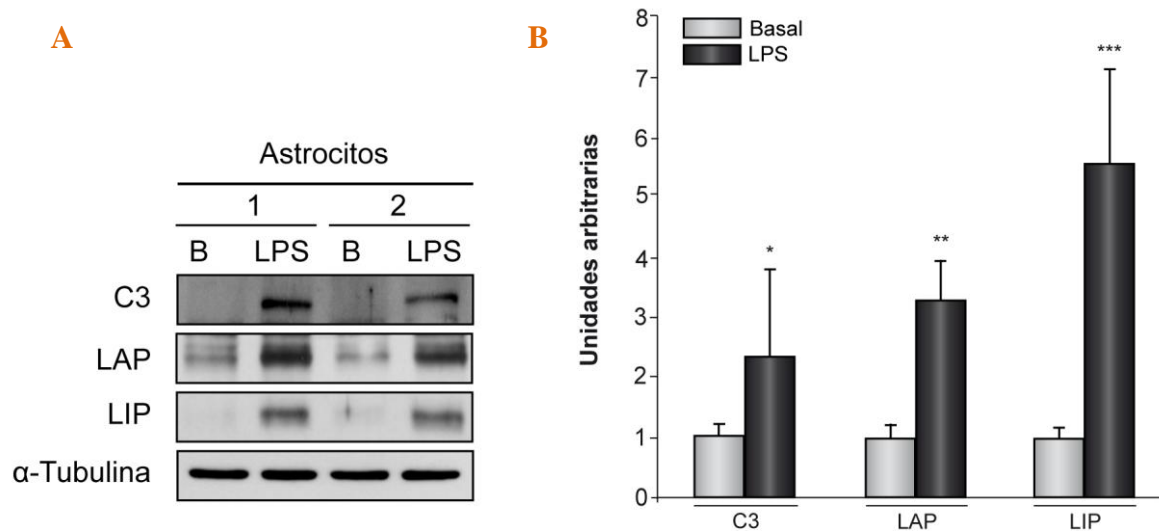 A
Astrocitos
1 2
B LPS B LPS
C3
LAP
LIP
α-Tubulina
B
Unidades arbitrarias
8
7
6
5
4
3
2
1
0
Basal
LPS
*
**
***
C3 LAP LIP